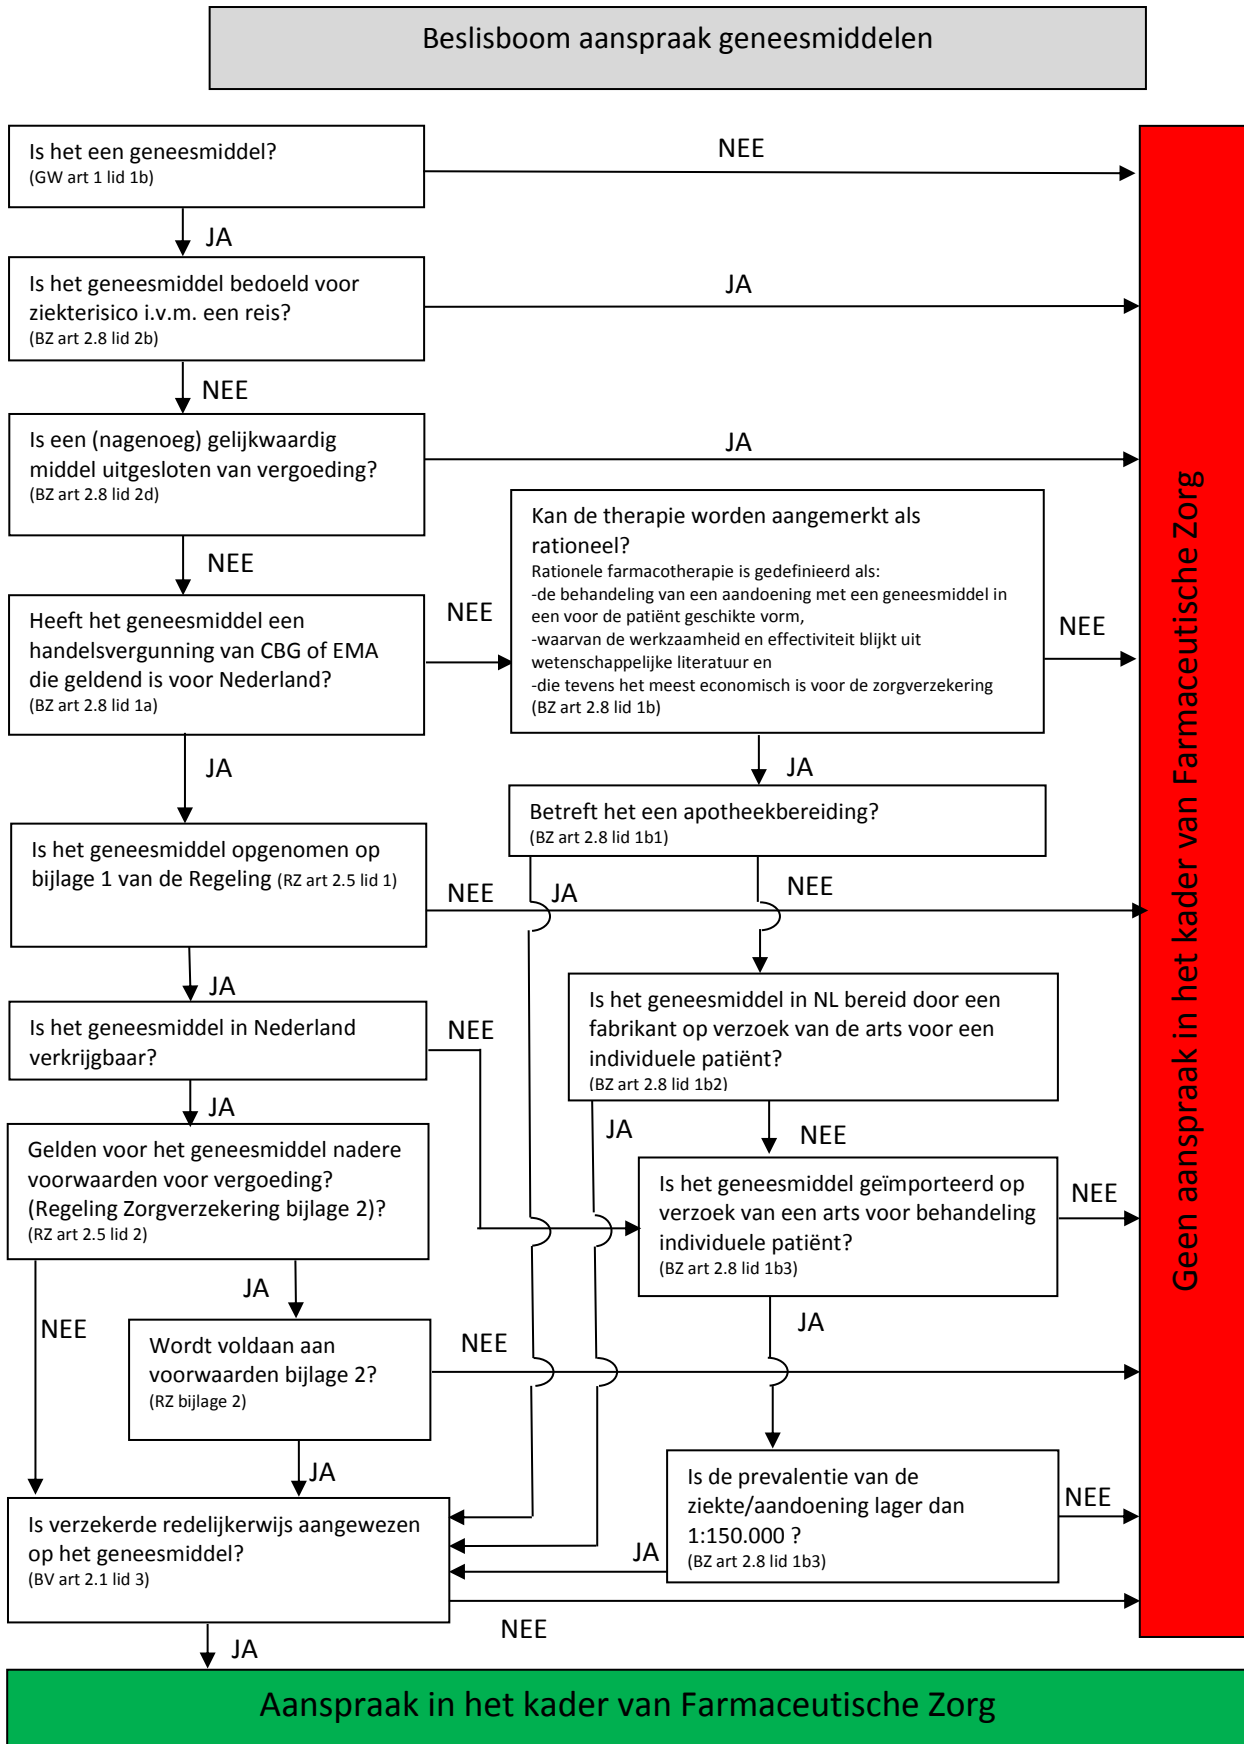 Beslisboom aanspraak geneesmiddelen
Is het een geneesmiddel?
(GW art 1 lid 1b)
NEE
JA
Is het geneesmiddel bedoeld voor
ziekterisico i.v.m. een reis?
(BZ art 2.8 lid 2b)
JA
NEE
Is een (nagenoeg) gelijkwaardig
middel uitgesloten van vergoeding?
(BZ art 2.8 lid 2d)
JA
NEE
Heeft het geneesmiddel een
handelsvergunning van CBG of EMA
die geldend is voor Nederland?
(BZ art 2.8 lid 1a)
NEE
JA
Kan de therapie worden aangemerkt als
rationeel?
Rationele farmacotherapie is gedefinieerd als:
-de behandeling van een aandoening met een geneesmiddel in
een voor de patiënt geschikte vorm,
-waarvan de werkzaamheid en effectiviteit blijkt uit
wetenschappelijke literatuur en
-die tevens het meest economisch is voor de zorgverzekering
(BZ art 2.8 lid 1b)
NEE
JA
Betreft het een apotheekbereiding?
(BZ art 2.8 lid 1b1)
JA
NEE
Is het geneesmiddel opgenomen op
bijlage 1 van de Regeling (RZ art 2.5 lid 1)
NEE
JA
Is het geneesmiddel in Nederland
verkrijgbaar?
NEE
JA
Is het geneesmiddel in NL bereid door een
fabrikant op verzoek van de arts voor een
individuele patiënt?
(BZ art 2.8 lid 1b2)
JA
NEE
Gelden voor het geneesmiddel nadere
voorwaarden voor vergoeding?
(Regeling Zorgverzekering bijlage 2)?
(RZ art 2.5 lid 2)
NEE
JA
Is het geneesmiddel geïmporteerd op
verzoek van een arts voor behandeling
individuele patiënt?
(BZ art 2.8 lid 1b3)
NEE
JA
Wordt voldaan aan
voorwaarden bijlage 2?
(RZ bijlage 2)
NEE
JA
Is de prevalentie van de
ziekte/aandoening lager dan
1:150.000 ?
(BZ art 2.8 lid 1b3)
NEE
JA
Is verzekerde redelijkerwijs aangewezen
op het geneesmiddel?
(BV art 2.1 lid 3)
NEE
JA
Geen aanspraak in het kader van Farmaceutische Zorg
Aanspraak in het kader van Farmaceutische Zorg